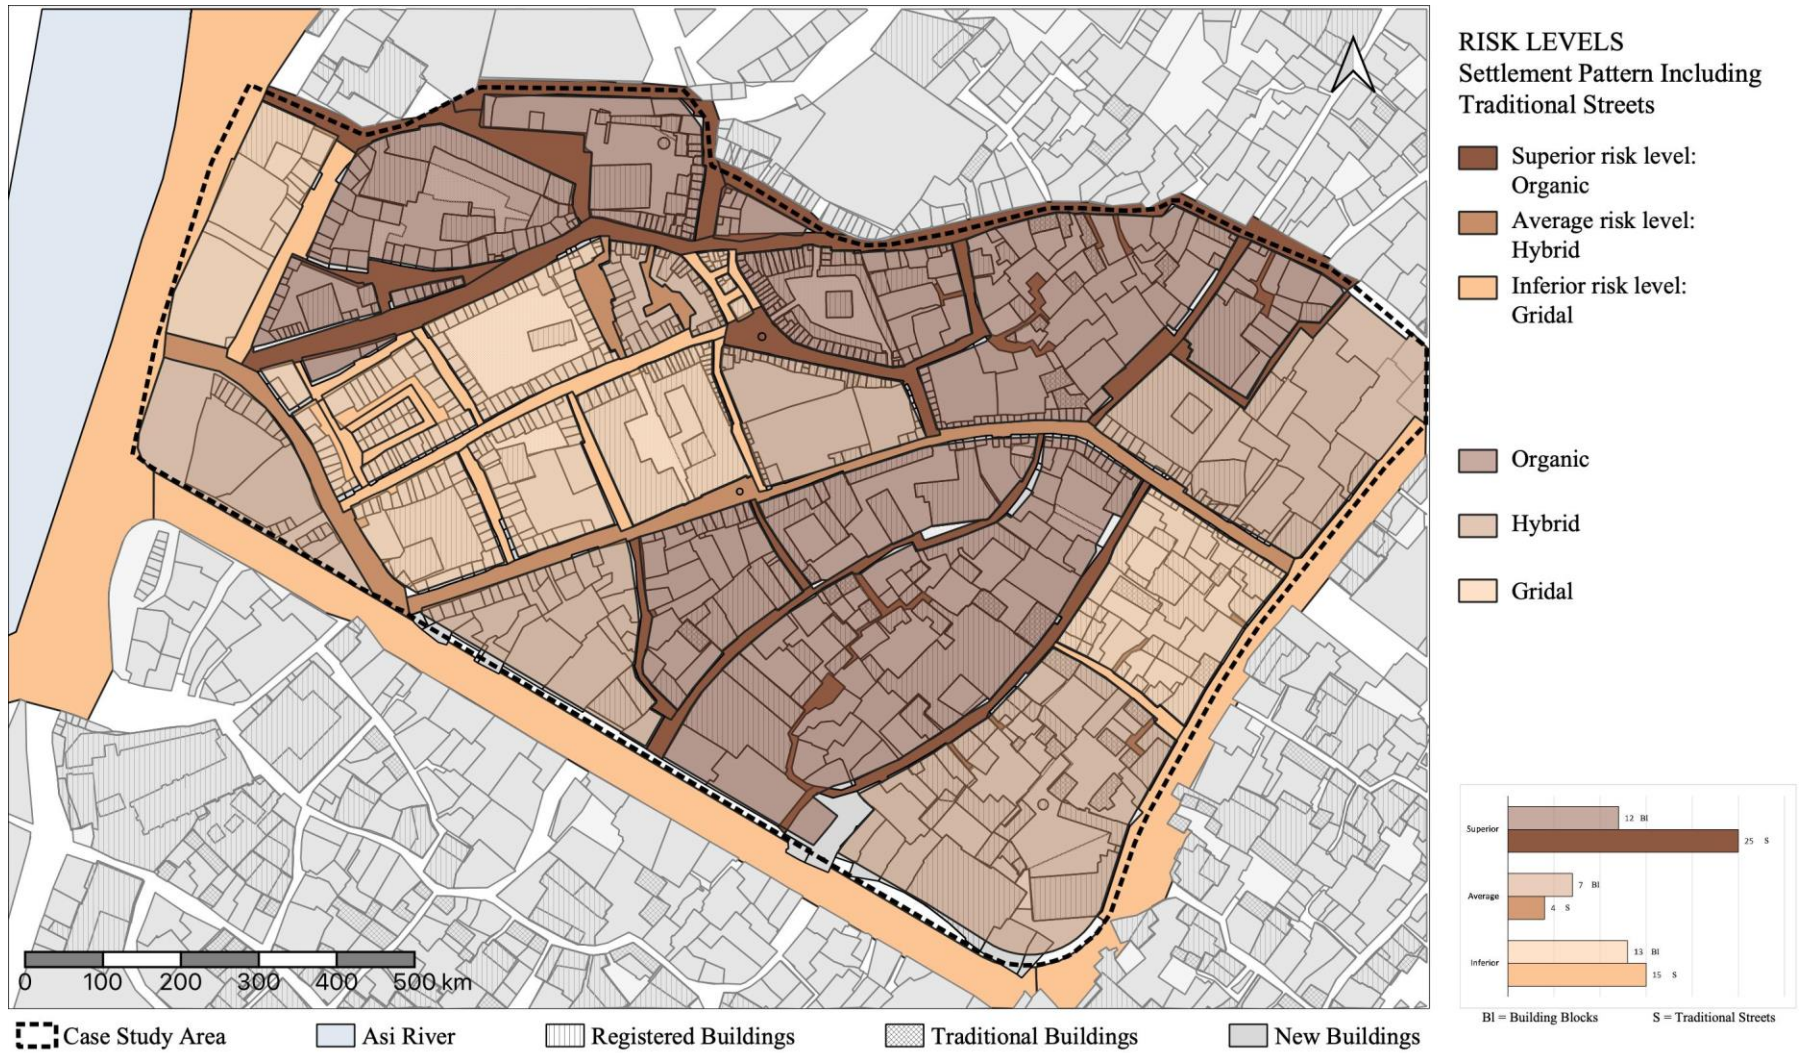 RISK LEVELS
Settlement Pattern Including
Traditional Streets
Superior risk level:
Organic
Average risk level:
Hybrid
Inferior risk level:
Gridal
Organic
Hybrid
Gridal
Superior
12 Bl
25 S
Average
7 Bl
4 S
Inferior
13 Bl
15 S
Bl = Building Blocks S = Traditional Streets
0 100 200 300 400 500 km
Case Study Area Asi River Registered Buildings Traditional Buildings New Buildings